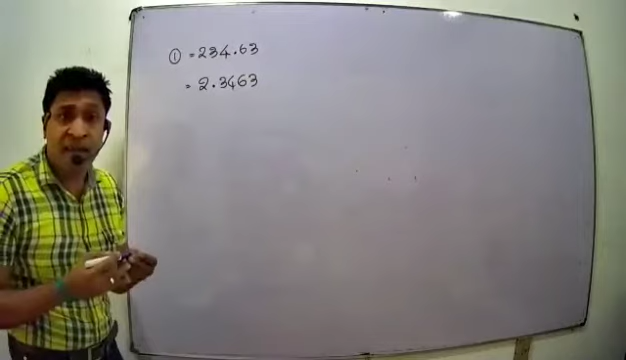 ① = 234.63
= 2.3463